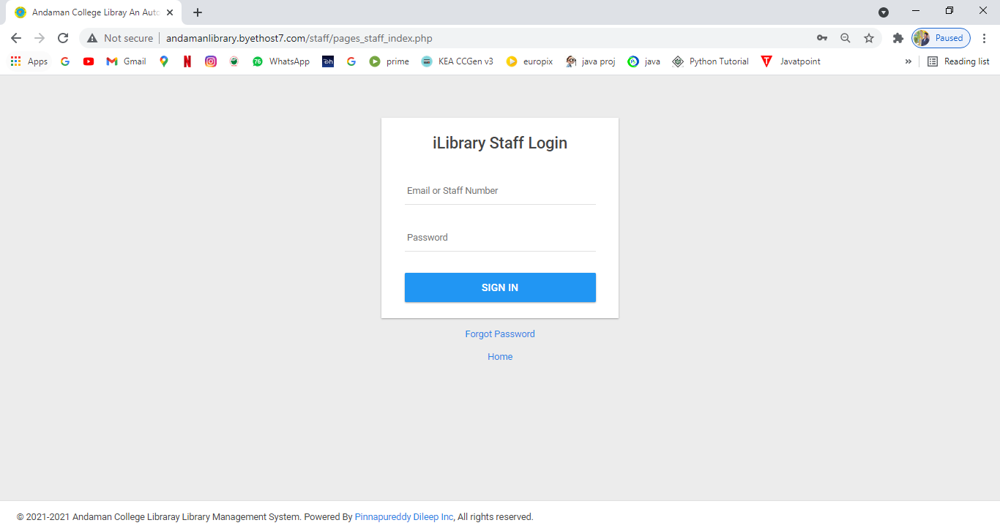 Andaman College Libray An Auto
Not secure
andamanlibrary.byethost7.com/staff/pages_staff_index.php
Paused
Apps
Gmail
76
WhatsApp
prime
KEA CCGen v3
europix
java proj
java
Python Tutorial
Javatpoint
»
Reading list
iLibrary Staff Login
Email or Staff Number
Password
SIGN IN
Forgot Password
Home
© 2021-2021 Andaman College Libraray Library Management System. Powered By Pinnapureddy Dileep Inc, All rights reserved.